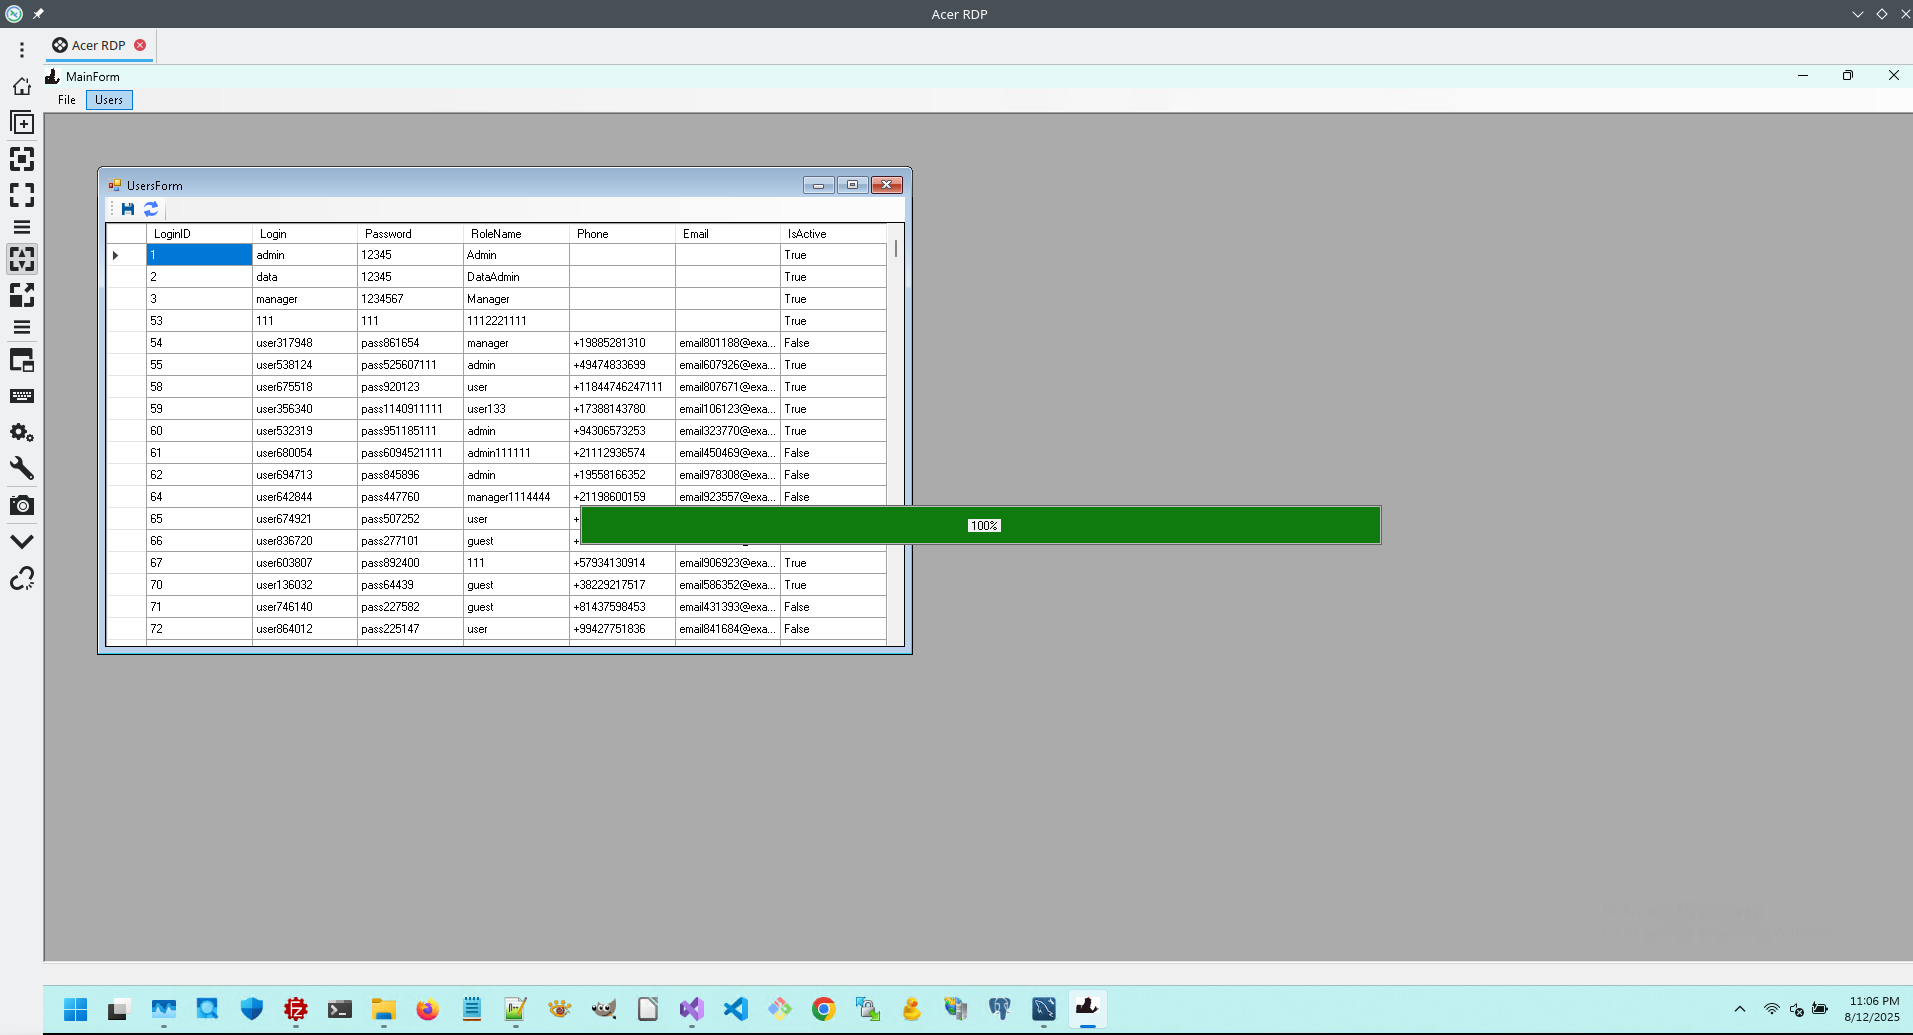 Acer RDP
Acer RDP
MainForm
File Users
UsersForm
LoginID Login Password RoleName Phone Email IsActive
1 admin 12345 Admin True
2 data 12345 DataAdmin True
3 manager 1234567 Manager True
53 111 111 1112221111 True
54 user317948 pass861654 manager +19885281310 email801188@exa... False
55 user538124 pass525607111 admin +49474833699 email607926@exa... True
58 user675518 pass920123 user +11844746247111 email807671@exa... True
59 user356340 pass1140911111 user133 +17388143780 email106123@exa... True
60 user532319 pass951185111 admin +94306573253 email323770@exa... True
61 user680054 pass6094521111 admin111111 +21112936574 email450469@exa... False
62 user694713 pass845896 admin +19558166352 email978308@exa... False
64 user642844 pass447760 manager1114444 +21198600159 email923557@exa... False
65 user674921 pass507252 user +
100%
66 user836720 pass277101 guest +
67 user603807 pass892400 111 +57934130914 email906923@exa... True
70 user136032 pass64439 guest +38229217517 email586352@exa... True
71 user746140 pass227582 guest +81437598453 email431393@exa... False
72 user864012 pass225147 user +99427751836 email841684@exa... False
11:06 PM
8/12/2025